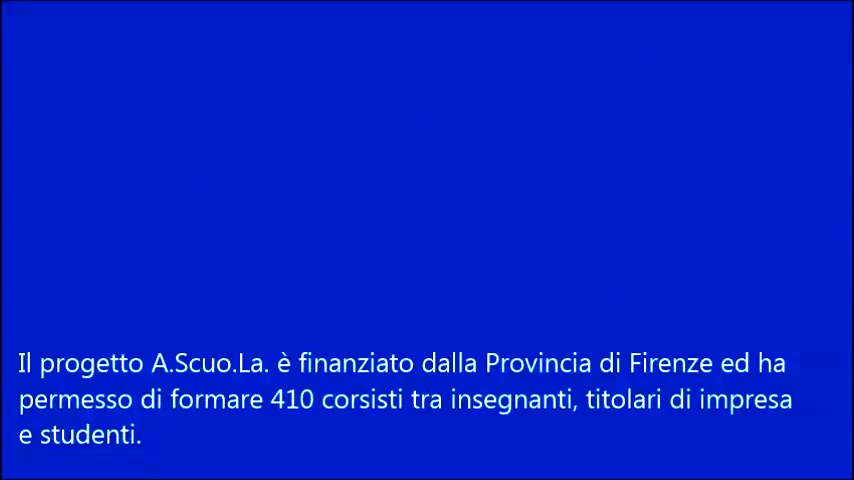 Il progetto A.Scuo.La. è finanziato dalla Provincia di Firenze ed ha
permesso di formare 410 corsisti tra insegnanti, titolari di impresa
e studenti.